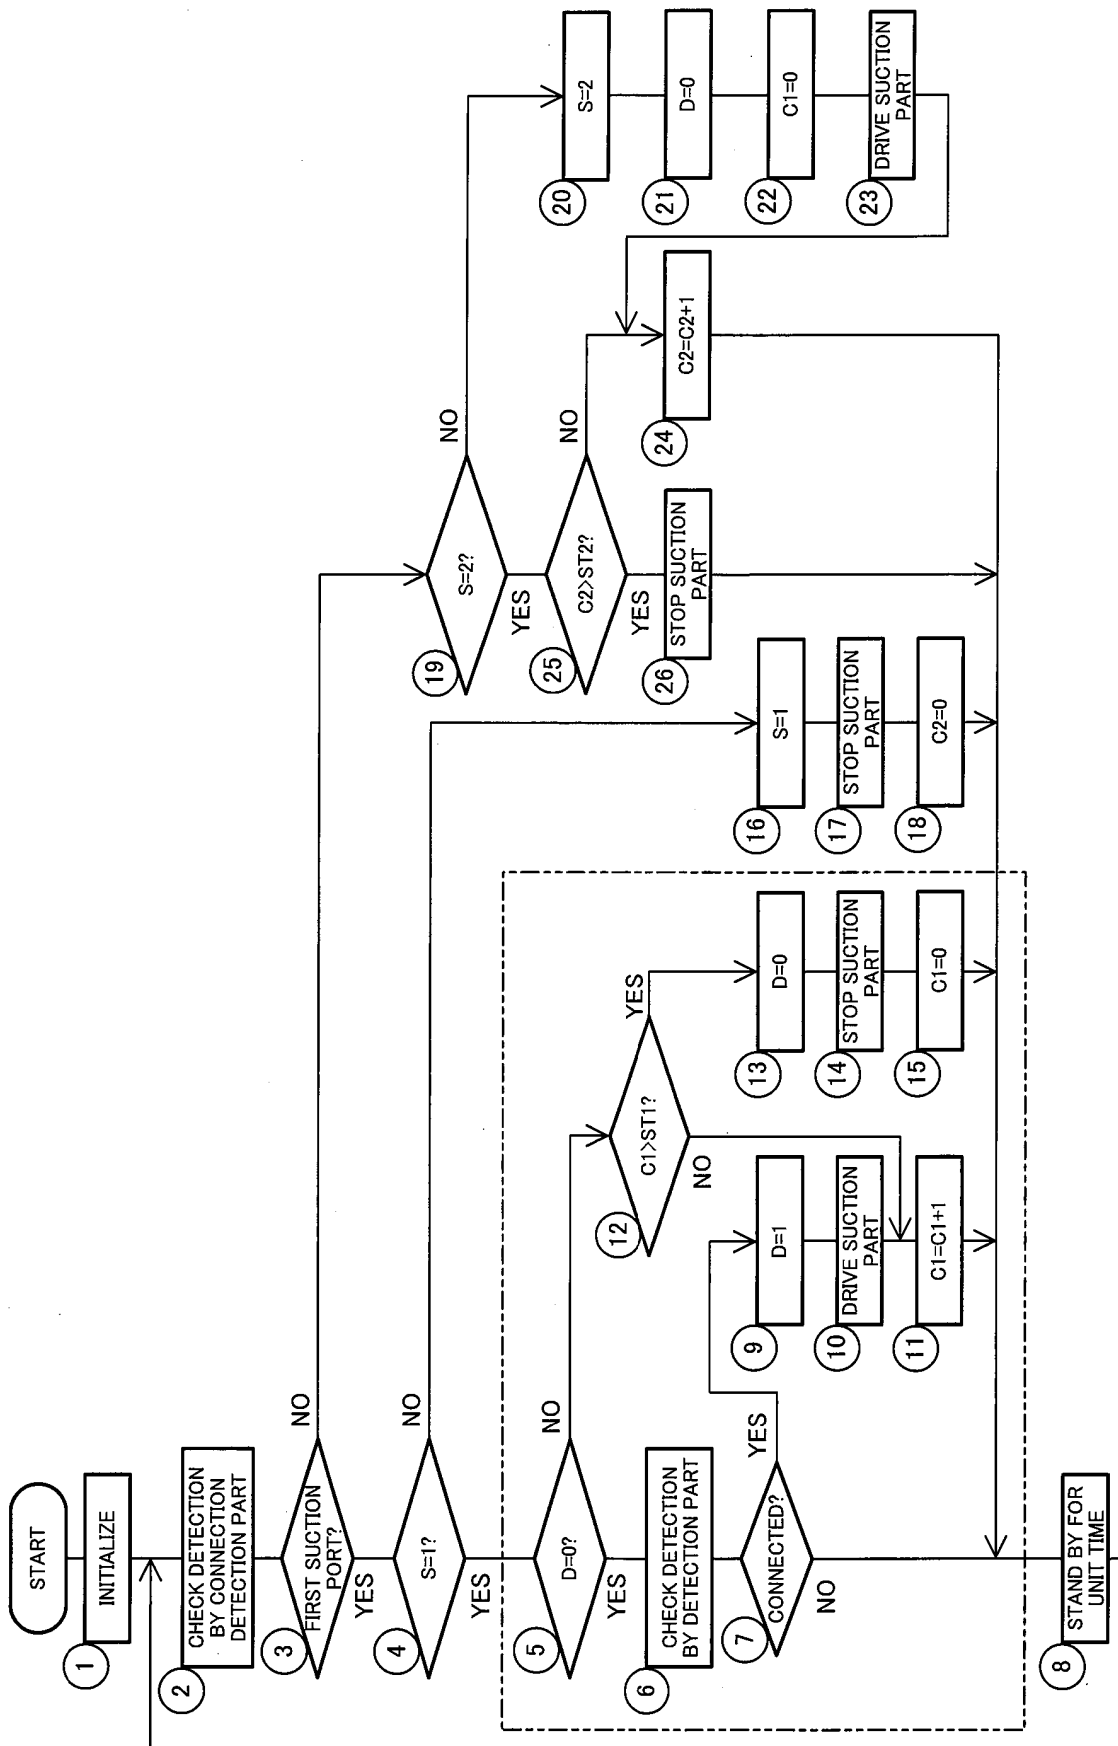 START
1
INITIALIZE
2
CHECK DETECTION
BY CONNECTION
DETECTION PART
3
FIRST SUCTION
PORT?
NO
YES
4
S=1?
NO
YES
5
D=0?
NO
YES
6
CHECK DETECTION
BY DETECTION PART
7
CONNECTED?
YES
NO
8
STAND BY FOR
UNIT TIME
9
D=1
10
DRIVE SUCTION
PART
11
C1=C1+1
12
C1>ST1?
YES
NO
13
D=0
14
STOP SUCTION
PART
15
C1=0
16
S=1
17
STOP SUCTION
PART
18
C2=0
19
S=2?
NO
YES
20
S=2
21
D=0
22
C1=0
23
DRIVE SUCTION
PART
24
C2=C2+1
25
C2>ST2?
NO
YES
26
STOP SUCTION
PART